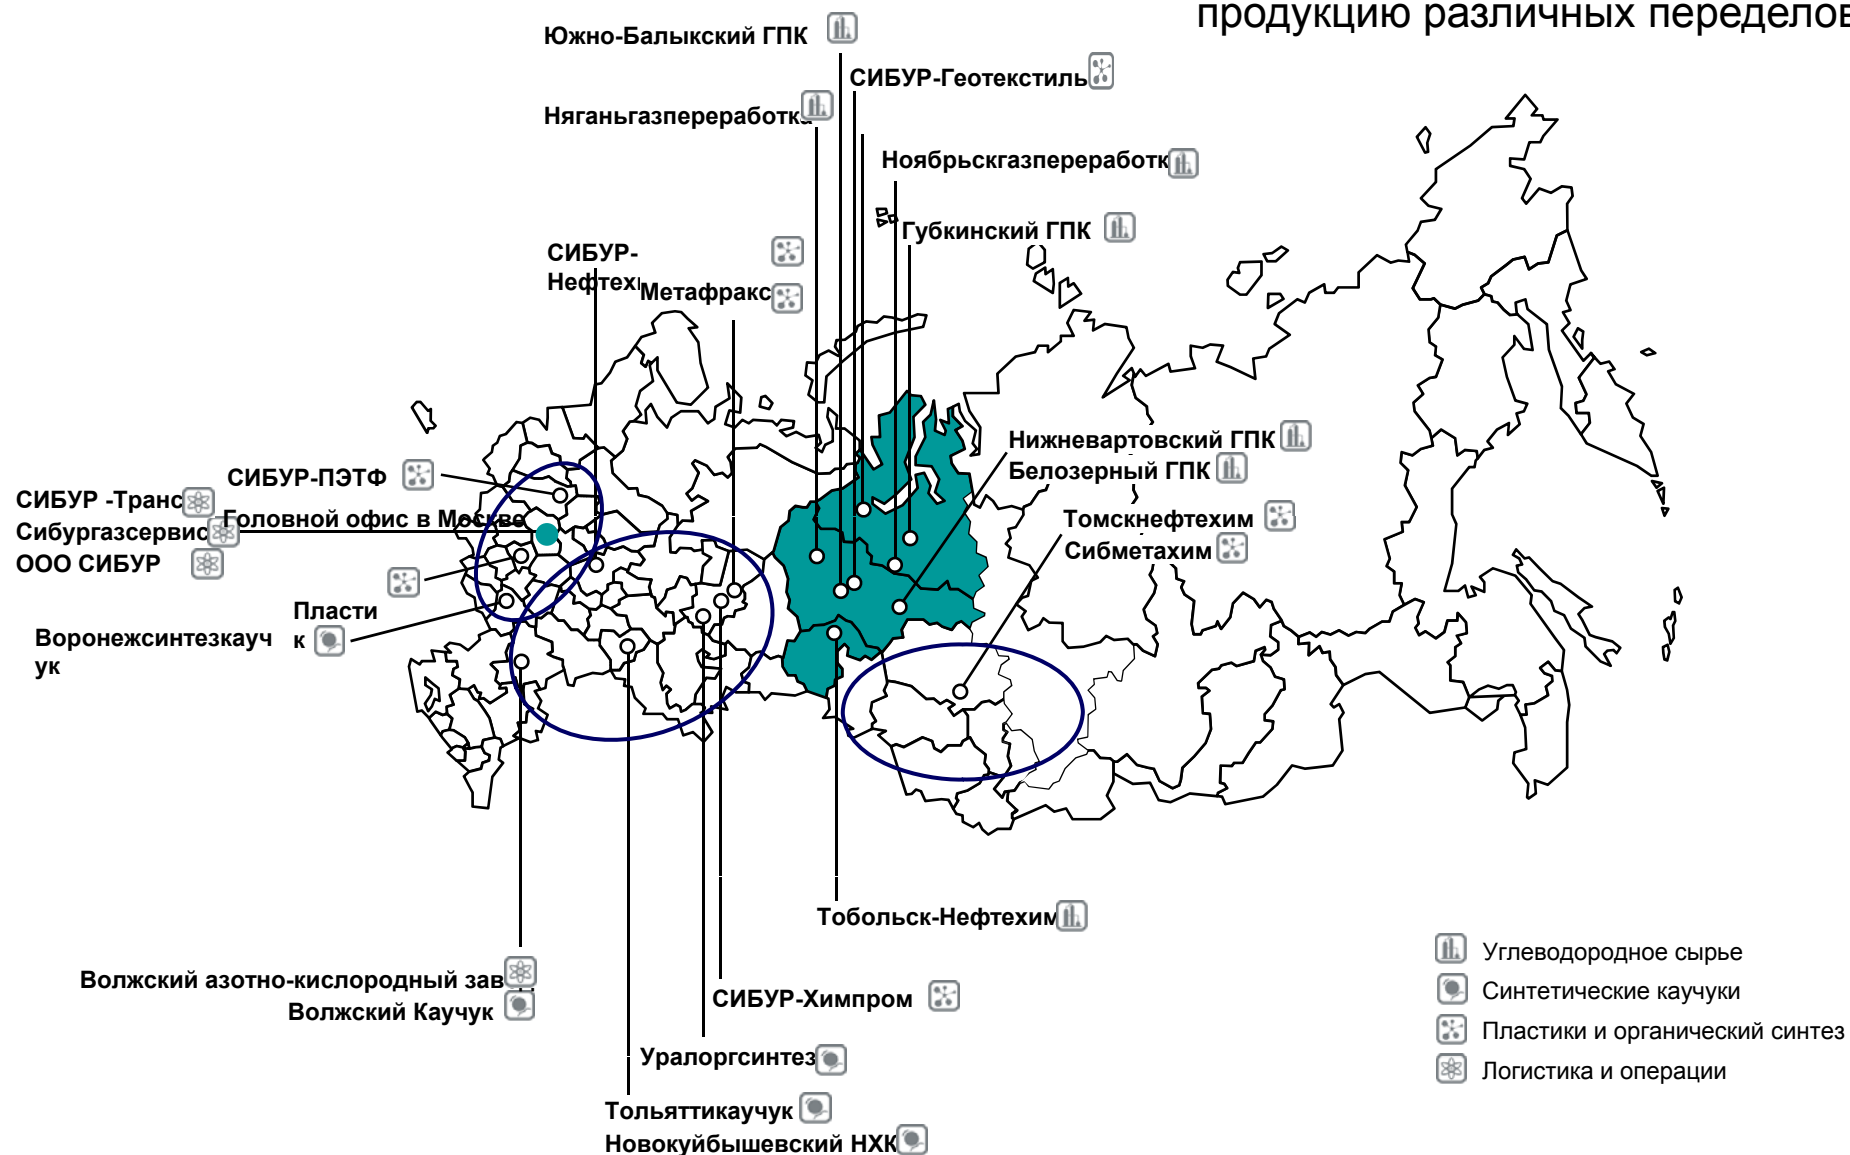 продукцию различных переделов
Южно-Балыкский ГПК
СИБУР-Геотекстиль
Няганьгазпереработка
Ноябрьскгазпереработк
Губкинский ГПК
СИБУР-
Нефтехи
Метафракс
Нижневартовский ГПК
Белозерный ГПК
СИБУР-ПЭТФ
СИБУР -Транс
Головной офис в Москве
Сибургазсервис
ООО СИБУР
Томскнефтехим
Сибметахим
Пласти
к
Воронежсинтезкауч
ук
Тобольск-Нефтехим
Волжский азотно-кислородный зав
Волжский Каучук
СИБУР-Химпром
Уралоргсинтез
Тольяттикаучук
Новокуйбышевский НХК
Углеводородное сырье
Синтетические каучуки
Пластики и органический синтез
Логистика и операции